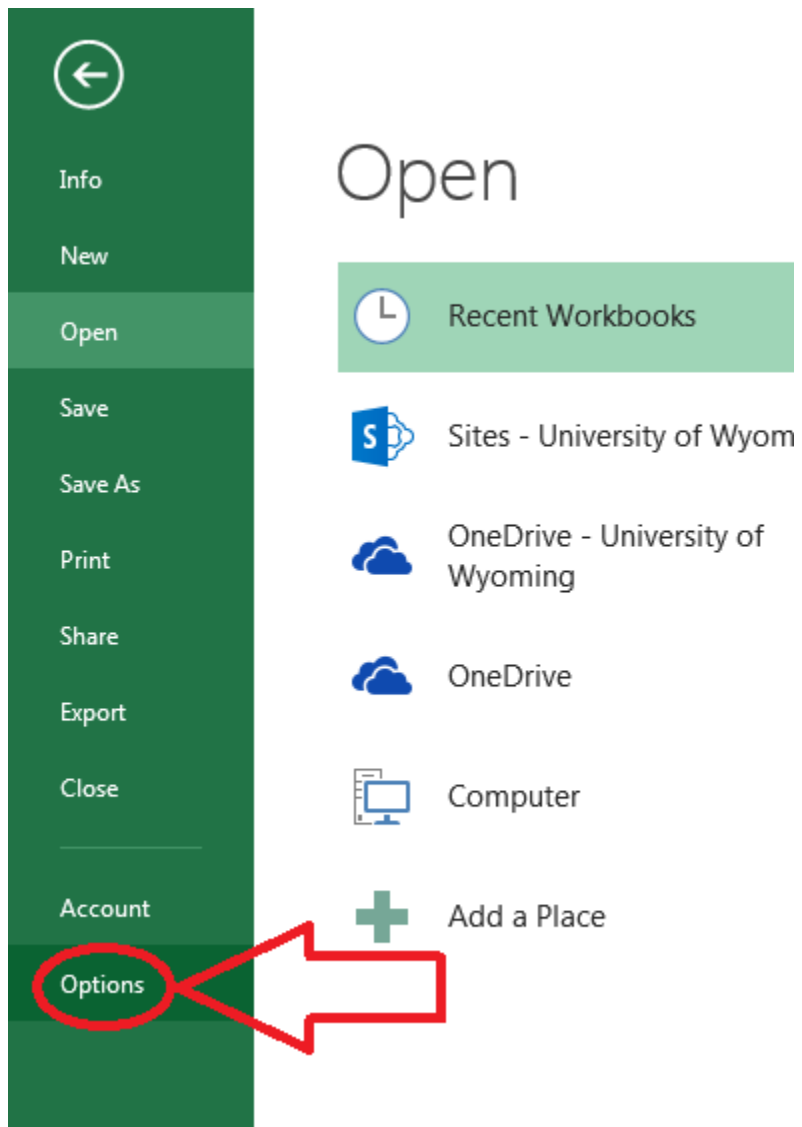 Info
New
Open
Save
Save As
Print
Share
Export
Close
Account
Options
Open
Recent Workbooks
S
Sites - University of Wyom
OneDrive - University of
Wyoming
OneDrive
Computer
Add a Place